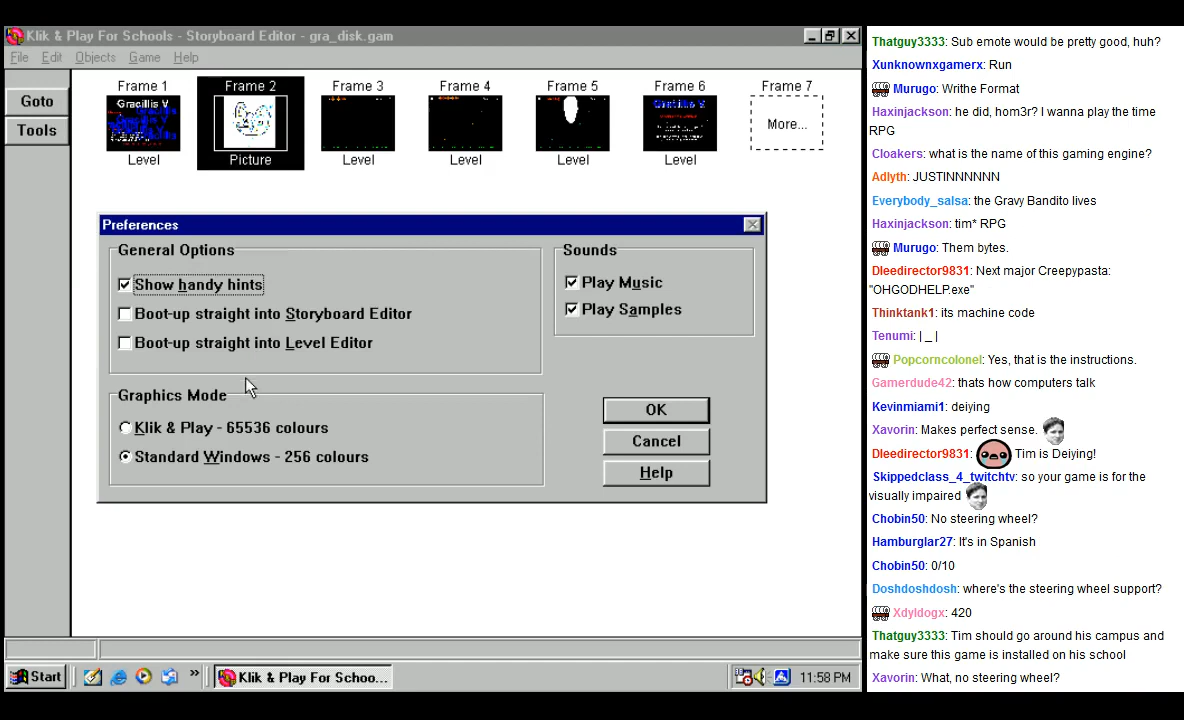 Klik & Play For Schools - Storyboard Editor - gra_disk.gam
File Edit Objects Game Help
Goto
Tools
Frame 1 Frame 2 Frame 3 Frame 4 Frame 5 Frame 6 Frame 7
Gracillis V
Gracillis V
More...
Level Picture Level Level Level Level
Preferences
General Options
Show handy hints
Boot-up straight into Storyboard Editor
Boot-up straight into Level Editor
Graphics Mode
Klik & Play - 65536 colours
Standard Windows - 256 colours
Sounds
Play Music
Play Samples
OK
Cancel
Help
Start
»
Klik & Play For Schoo...
11:58 PM
Thatguy3333: Sub emote would be pretty good, huh?
Xunknownxgamerx: Run
Murugo: Writhe Format
Haxinjackson: he did, hom3r? I wanna play the time
RPG
Cloakers: what is the name of this gaming engine?
Adlyth: JUSTINNNNNN
Everybody_salsa: the Gravy Bandito lives
Haxinjackson: tim* RPG
Murugo: Them bytes.
Dleedirector9831: Next major Creepypasta:
"OHGODHELP.exe"
Thinktank1: its machine code
Tenumi: | _ |
Popcorncolonel: Yes, that is the instructions.
Gamerdude42: thats how computers talk
Kevinmiami1: deiying
Xavorin: Makes perfect sense.
Dleedirector9831: Tim is Deiying!
Skippedclass_4_twitchtv: so your game is for the
visually impaired
Chobin50: No steering wheel?
Hamburglar27: It's in Spanish
Chobin50: 0/10
Doshdoshdosh: where's the steering wheel support?
Xdyldogx: 420
Thatguy3333: Tim should go around his campus and
make sure this game is installed on his school
Xavorin: What, no steering wheel?